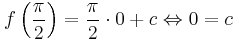 f(π/2) = π/2 · 0 + c ⇔ 0 = c